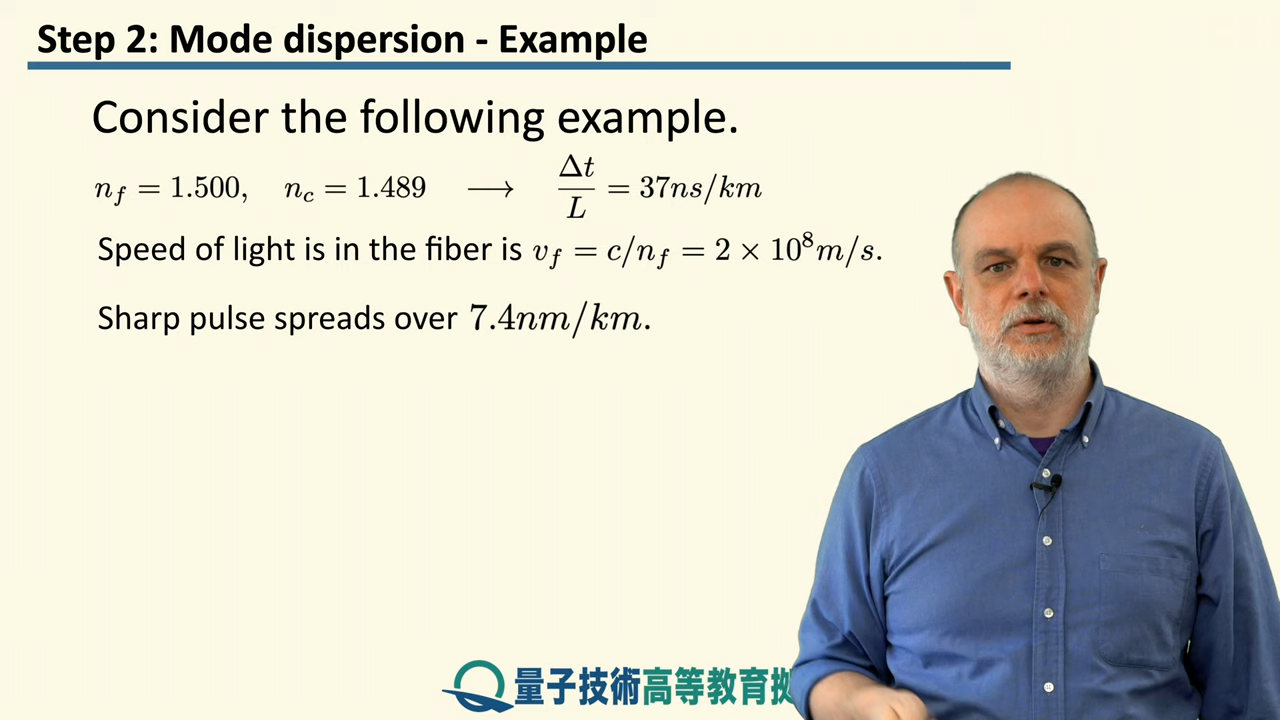 Step 2: Mode dispersion - Example
Consider the following example.
n_f = 1.500, n_c = 1.489 ⟶ Δt/L = 37ns/km
Speed of light is in the fiber is v_f = c/n_f = 2 × 10^8 m/s.
Sharp pulse spreads over 7.4nm/km.
量子技術高等教育拠